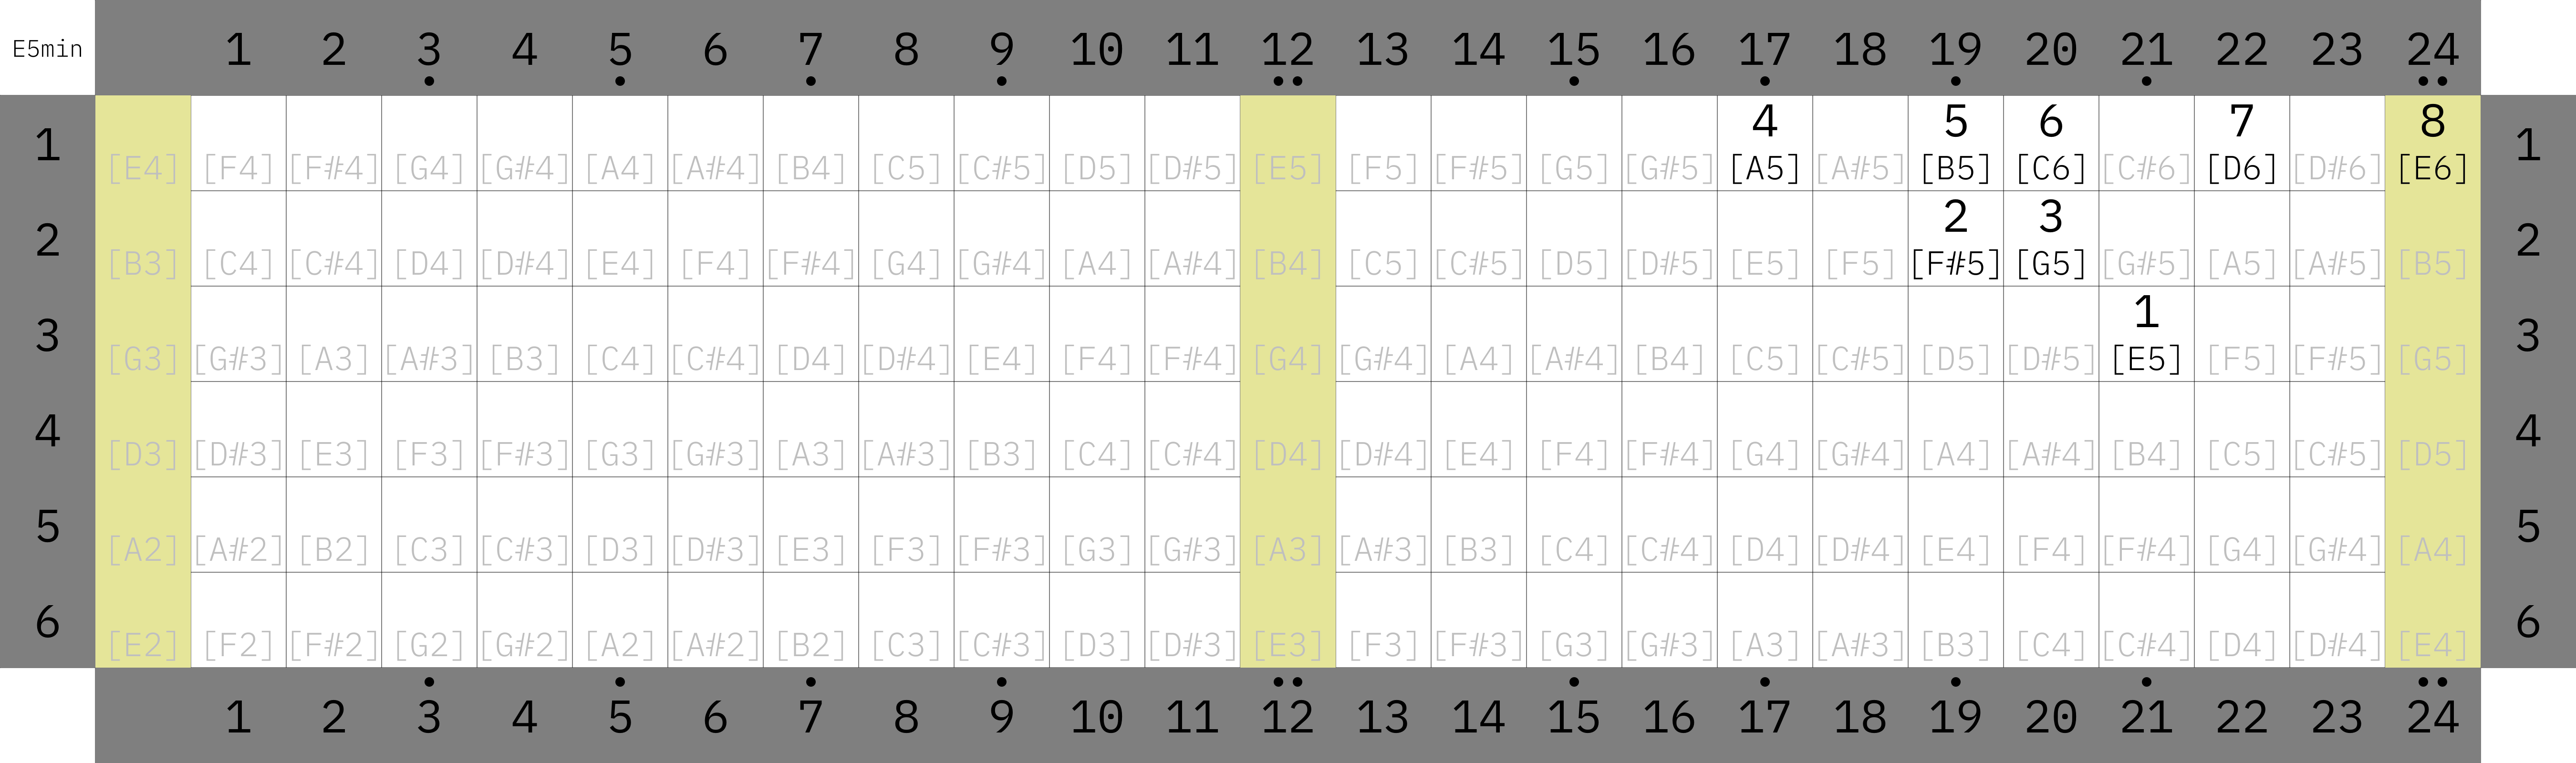 E5min 1 2 3 4 5 6 7 8 9 10 11 12 13 14 15 16 17 18 19 20 21 22 23 24
4 5 6 7 8
1 [E4] [F4] [F#4] [G4] [G#4] [A4] [A#4] [B4] [C5] [C#5] [D5] [D#5] [E5] [F5] [F#5] [G5] [G#5] [A5] [A#5] [B5] [C6] [C#6] [D6] [D#6] [E6] 1
2 3
2 [B3] [C4] [C#4] [D4] [D#4] [E4] [F4] [F#4] [G4] [G#4] [A4] [A#4] [B4] [C5] [C#5] [D5] [D#5] [E5] [F5] [F#5] [G5] [G#5] [A5] [A#5] [B5] 2
1
3 [G3] [G#3] [A3] [A#3] [B3] [C4] [C#4] [D4] [D#4] [E4] [F4] [F#4] [G4] [G#4] [A4] [A#4] [B4] [C5] [C#5] [D5] [D#5] [E5] [F5] [F#5] [G5] 3
4 [D3] [D#3] [E3] [F3] [F#3] [G3] [G#3] [A3] [A#3] [B3] [C4] [C#4] [D4] [D#4] [E4] [F4] [F#4] [G4] [G#4] [A4] [A#4] [B4] [C5] [C#5] [D5] 4
5 [A2] [A#2] [B2] [C3] [C#3] [D3] [D#3] [E3] [F3] [F#3] [G3] [G#3] [A3] [A#3] [B3] [C4] [C#4] [D4] [D#4] [E4] [F4] [F#4] [G4] [G#4] [A4] 5
6 [E2] [F2] [F#2] [G2] [G#2] [A2] [A#2] [B2] [C3] [C#3] [D3] [D#3] [E3] [F3] [F#3] [G3] [G#3] [A3] [A#3] [B3] [C4] [C#4] [D4] [D#4] [E4] 6
1 2 3 4 5 6 7 8 9 10 11 12 13 14 15 16 17 18 19 20 21 22 23 24